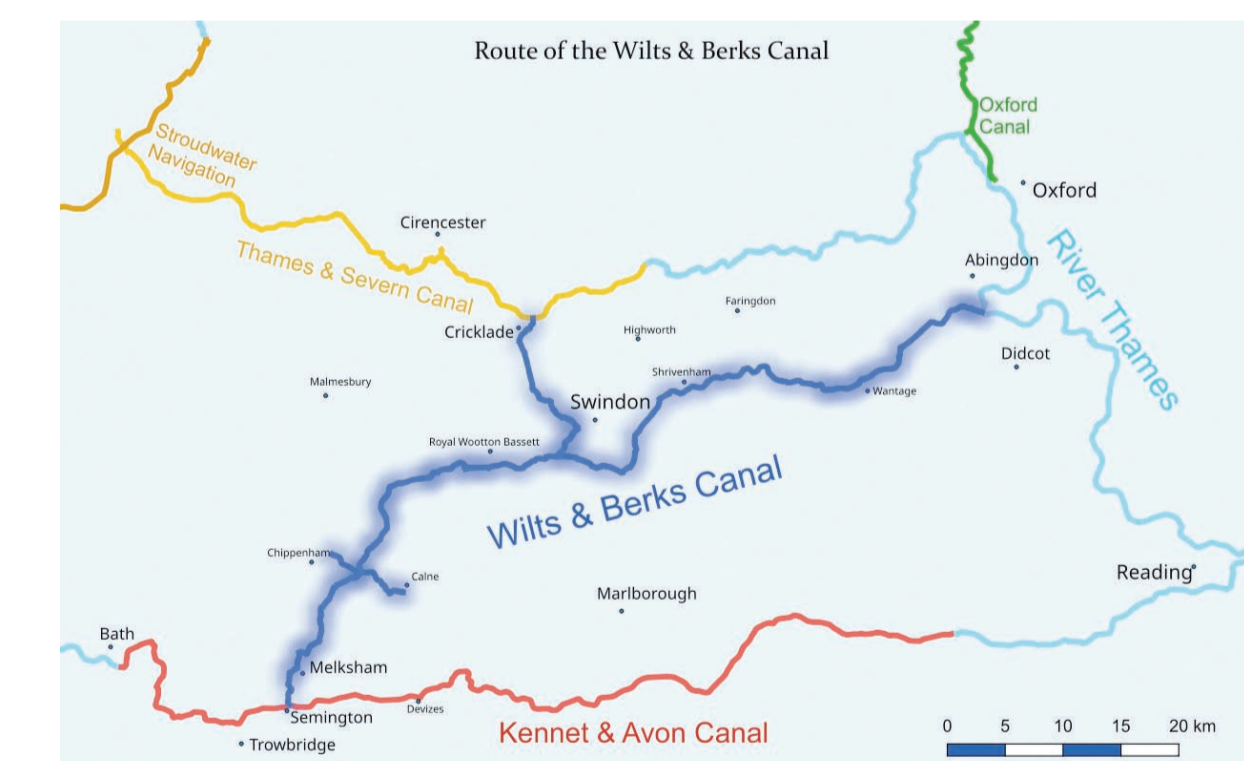 Route of the Wilts & Berks Canal
Oxford
Canal
Stroudwater
Navigation
Oxford
Cirencester
Thames & Severn Canal
River Thames
Abingdon
Faringdon
Cricklade
Highworth
Didcot
Malmesbury
Shrivenham
Wantage
Swindon
Royal Wootton Bassett
Wilts & Berks Canal
Chippenham
Calne
Reading
Marlborough
Bath
Melksham
Semington
Devizes
Kennet & Avon Canal
Trowbridge
0 5 10 15 20 km